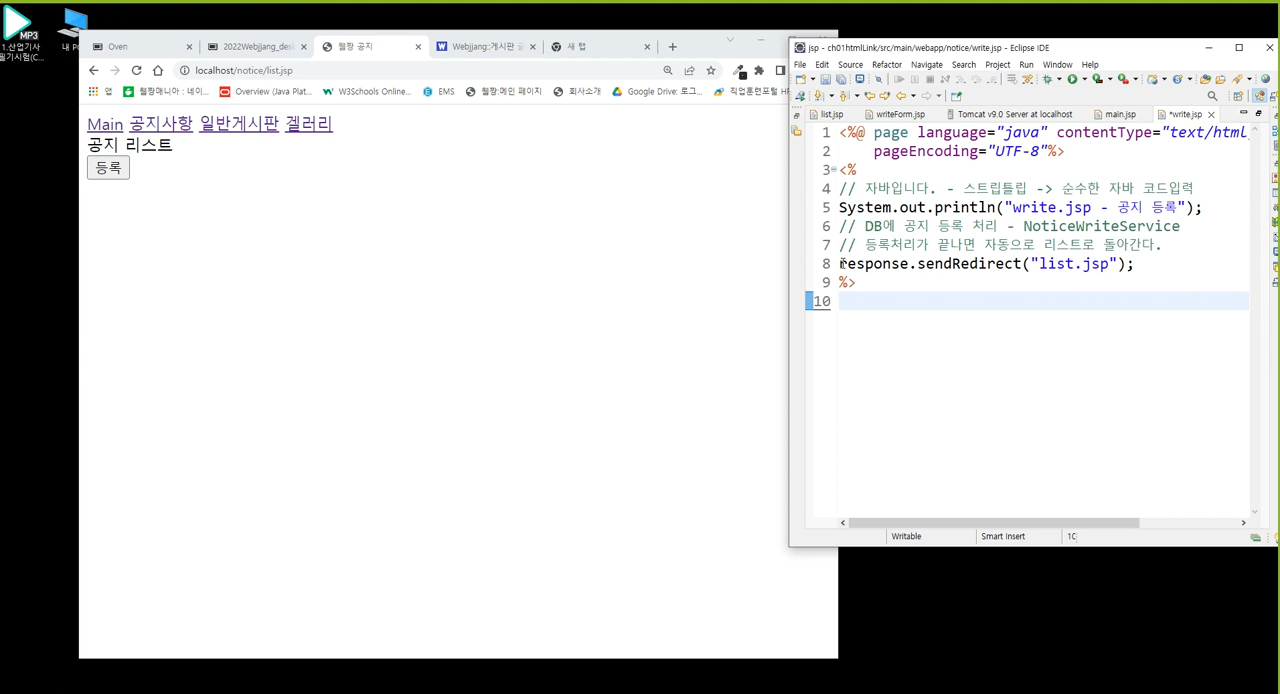 MP3
1.산업기사
필기시험(C...
내 PC
Oven
2022Webjjang_des
웹짱 공지
Webjjang::게시판 글
새 탭
localhost/notice/list.jsp
앱
웹짱매니아 : 네이...
Overview (Java Plat...
W3Schools Online...
EMS
웹짱:메인 페이지
회사소개
Google Drive: 로그...
직업훈련포털 HR
Main 공지사항 일반게시판 겔러리
공지 리스트
등록
jsp - ch01htmlLink/src/main/webapp/notice/write.jsp - Eclipse IDE
File Edit Source Refactor Navigate Search Project Run Window Help
list.jsp
writeForm.jsp
Tomcat v9.0 Server at localhost
main.jsp
*write.jsp
1 <%@ page language="java" contentType="text/html
2 pageEncoding="UTF-8"%>
3 <%
4 // 자바입니다. - 스트립틀립 -> 순수한 자바 코드입력
5 System.out.println("write.jsp - 공지 등록");
6 // DB에 공지 등록 처리 - NoticeWriteService
7 // 등록처리가 끝나면 자동으로 리스트로 돌아간다.
8 response.sendRedirect("list.jsp");
9 %>
10
Writable
Smart Insert